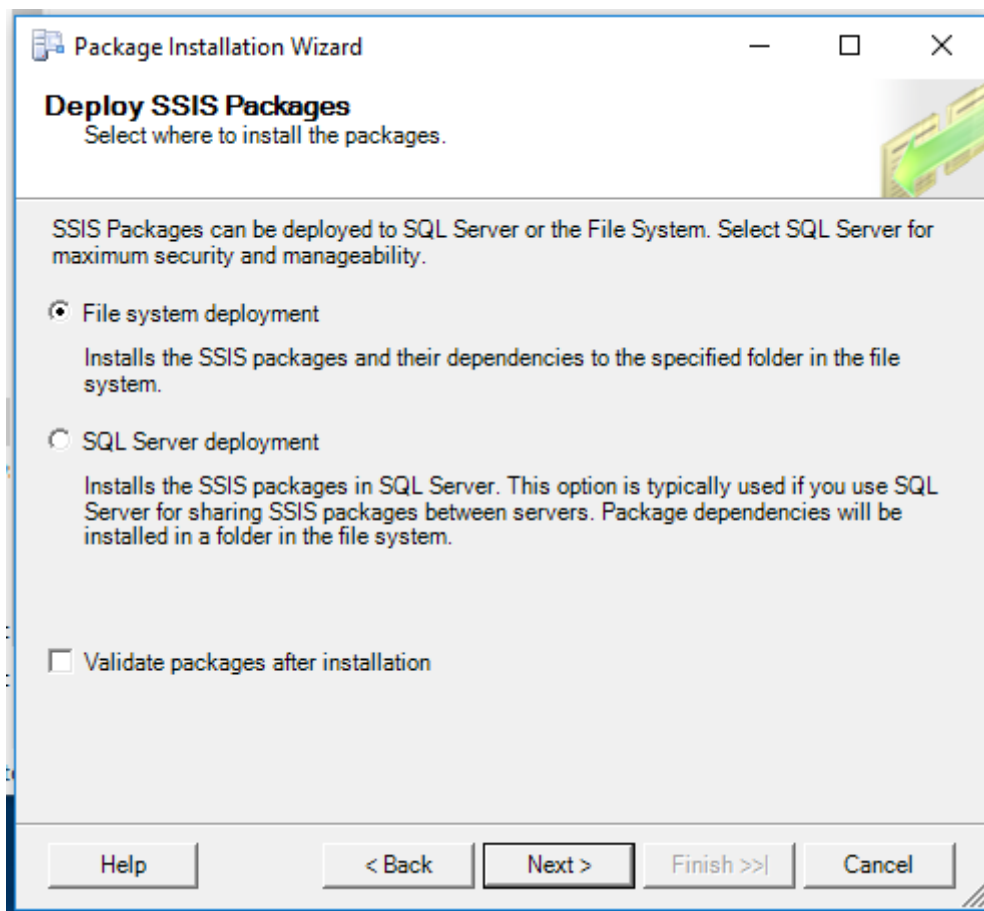 Package Installation Wizard
Deploy SSIS Packages
Select where to install the packages.
SSIS Packages can be deployed to SQL Server or the File System. Select SQL Server for
maximum security and manageability.
File system deployment
Installs the SSIS packages and their dependencies to the specified folder in the file
system.
SQL Server deployment
Installs the SSIS packages in SQL Server. This option is typically used if you use SQL
Server for sharing SSIS packages between servers. Package dependencies will be
installed in a folder in the file system.
Validate packages after installation
Help
< Back
Next >
Finish >>|
Cancel